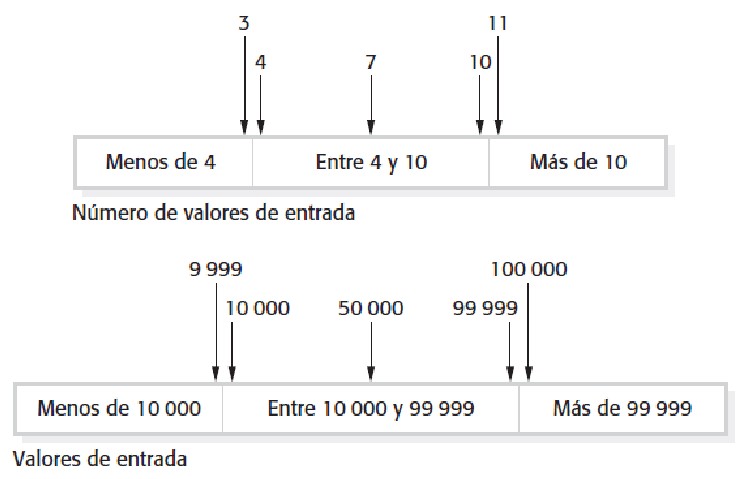 3 11
4 7 10
Menos de 4 Entre 4 y 10 Más de 10
Número de valores de entrada
9 999 100 000
10 000 50 000 99 999
Menos de 10 000 Entre 10 000 y 99 999 Más de 99 999
Valores de entrada